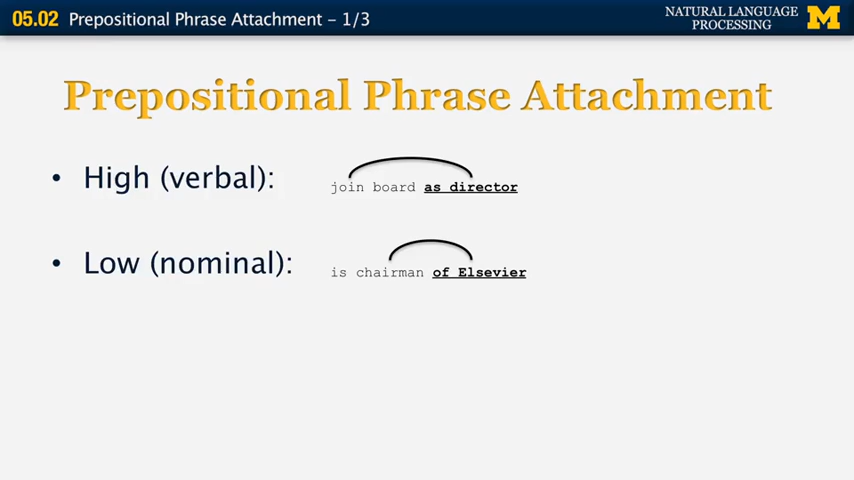 05.02 Prepositional Phrase Attachment – 1/3
NATURAL LANGUAGE
PROCESSING
M
Prepositional Phrase Attachment
• High (verbal): join board as director
• Low (nominal): is chairman of Elsevier